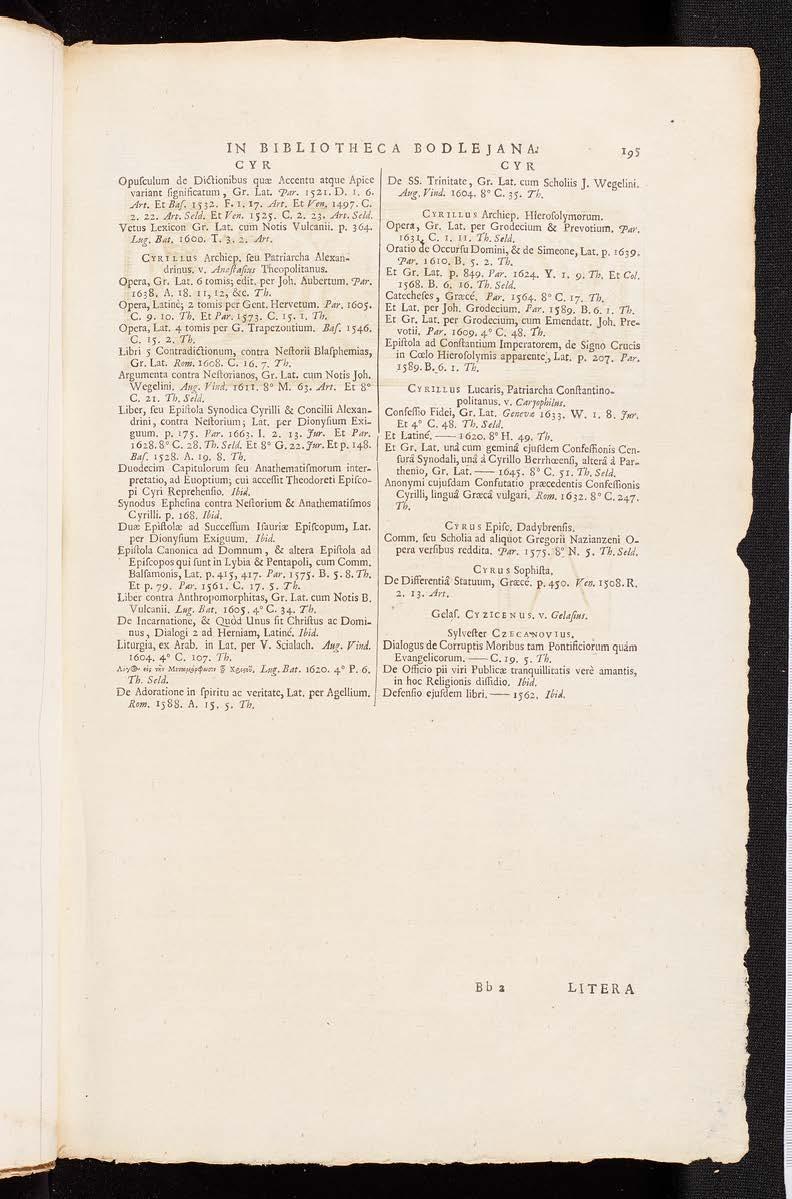 IN BIBLIOTHECA BODLEJANA. 195
CYR
Opuſculum de Dictionibus quæ Accentu atque Apice
variant ſignificatum, Gr. Lat. Par. 1521. D. 1. 6.
Art. Et Baſ. 1532. F. 1. 17. Art. Et Ven. 1497. C.
2. 22. Art. Seld. Et Ven. 1525. C. 2. 23. Art. Seld.
Vetus Lexicon Gr. Lat. cum Notis Vulcanii. p. 364.
Lug. Bat. 1600. T. 3. 2. Art.
CYRILLUS Archiep. ſeu Patriarcha Alexan-
drinus. v. Anaſtaſius Theopolitanus.
Opera, Gr. Lat. 6 tomis; edit. per Joh. Aubertum. Par.
1638. A. 18. 11, 12, &c. Th.
Opera, Latinè; 2 tomis per Gent. Hervetum. Par. 1605.
C. 9. 10. Th. Et Par. 1573. C. 15. 1. Th.
Opera, Lat. 4 tomis per G. Trapezontium. Baſ. 1546.
C. 15. 2. Th.
Libri 5 Contradictionum, contra Neſtorii Blaſphemias,
Gr. Lat. Rom. 1608. C. 16. 7. Th.
Argumenta contra Neſtorianos, Gr. Lat. cum Notis Joh.
Wegelini. Aug. Vind. 1611. 8° M. 63. Art. Et 8°
C. 21. Th. Seld.
Liber, ſeu Epiſtola Synodica Cyrilli & Concilii Alexan-
drini, contra Neſtorium; Lat. per Dionyſium Exi-
guum. p. 175. Par. 1663. I. 2. 13. Jur. Et Par.
1628. 8° C. 28. Th. Seld. Et 8° G. 22. Jur. Et p. 148.
Baſ. 1528. A. 19. 8. Th.
Duodecim Capitulorum ſeu Anathematiſmorum inter-
pretatio, ad Euoptium; cui acceſſit Theodoreti Epiſco-
pi Cyri Reprehenſio. Ibid.
Synodus Epheſina contra Neſtorium & Anathematiſmos
Cyrilli. p. 168. Ibid.
Duæ Epiſtolæ ad Succeſſum Iſauriæ Epiſcopum, Lat.
per Dionyſium Exiguum. Ibid.
Epiſtola Canonica ad Domnum, & altera Epiſtola ad
Epiſcopos qui ſunt in Lybia & Pentapoli, cum Comm.
Balſamonis, Lat. p. 415, 417. Par. 1575. B. 5. 8. Th.
Et p. 79. Par. 1561. C. 17. 5. Th.
Liber contra Anthropomorphitas, Gr. Lat. cum Notis B.
Vulcanii. Lug. Bat. 1605. 4° C. 34. Th.
De Incarnatione, & Quòd Unus ſit Chriſtus ac Domi-
nus, Dialogi 2 ad Herniam, Latinè. Ibid.
Liturgia, ex Arab. in Lat. per V. Scialach. Aug. Vind.
1604. 4° C. 107. Th.
Lug. Bat. 1620. 4° P. 6.
Th. Seld.
De Adoratione in ſpiritu ac veritate, Lat. per Agellium.
Rom. 1588. A. 15. 5. Th.
CYR
De SS. Trinitate, Gr. Lat. cum Scholiis J. Wegelini.
Aug. Vind. 1604. 8° C. 35. Th.
CYRILLUS Archiep. Hieroſolymorum.
Opera, Gr. Lat. per Grodecium & Prevotium. Par.
1631. C. 1. 11. Th. Seld.
Oratio de Occurſu Domini, & de Simeone, Lat. p. 1639.
Par. 1610. B. 5. 2. Th.
Et Gr. Lat. p. 849. Par. 1624. Y. 1. 9. Th. Et Col.
1568. B. 6. 16. Th. Seld.
Catecheſes, Græcè. Par. 1564. 8° C. 17. Th.
Et Lat. per Joh. Grodecium. Par. 1589. B. 6. 1. Th.
Et Gr. Lat. per Grodecium, cum Emendatt. Joh. Pre-
votii. Par. 1609. 4° C. 48. Th.
Epiſtola ad Conſtantium Imperatorem, de Signo Crucis
in Cœlo Hieroſolymis apparente, Lat. p. 207. Par.
1589. B. 6. 1. Th.
CYRILLUS Lucaris, Patriarcha Conſtantino-
politanus. v. Caryophilus.
Confeſſio Fidei, Gr. Lat. Genevæ 1633. W. 1. 8. Jur.
Et 4° C. 48. Th. Seld.
Et Latinè. —— 1620. 8° H. 49. Th.
Et Gr. Lat. unà cum geminâ ejuſdem Confeſſionis Cen-
ſurâ Synodali, unâ à Cyrillo Berrhœenſi, alterâ à Par-
thenio, Gr. Lat. —— 1645. 8° C. 51. Th. Seld.
Anonymi cujuſdam Confutatio præcedentis Confeſſionis
Cyrilli, linguâ Græcâ vulgari. Rom. 1632. 8° C. 247.
Th.
CYRUS Epiſc. Dadybrenſis.
Comm. ſeu Scholia ad aliquot Gregorii Nazianzeni O-
pera verſibus reddita. Par. 1575. 8° N. 5. Th. Seld.
CYRUS Sophiſta.
De Differentiâ Statuum, Græcè. p. 450. Ven. 1508. R.
2. 13. Art.
Gelaſ. CYZICENUS. v. Gelaſius.
Sylveſter CZECANOVIUS.
Dialogus de Corruptis Moribus tam Pontificiorum quàm
Evangelicorum. —— C. 19. 5. Th.
De Officio pii viri Publicæ tranquillitatis verè amantis,
in hoc Religionis diſſidio. Ibid.
Defenſio ejuſdem libri. —— 1562. Ibid.
Bb 2 LITERA